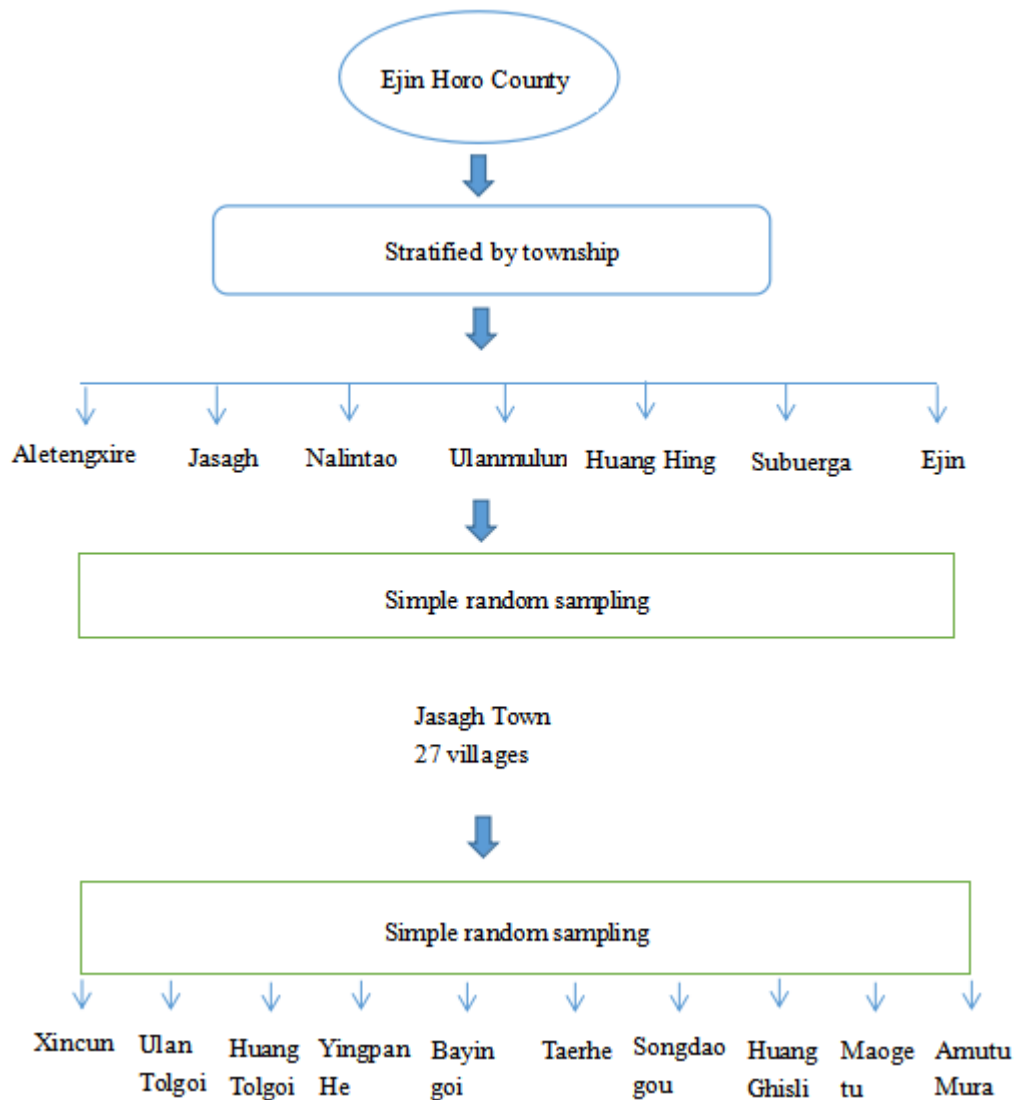 Ejin Horo County
Stratified by township
Aletengxire Jasagh Nalintao Ulanmulun Huang Hing Subuerga Ejin
Simple random sampling
Jasagh Town
27 villages
Simple random sampling
Xincun
Ulan
Tolgoi
Huang
Tolgoi
Yingpan
He
Bayin
goi
Taerhe
Songdao
gou
Huang
Ghisli
Maoge
tu
Amutu
Mura